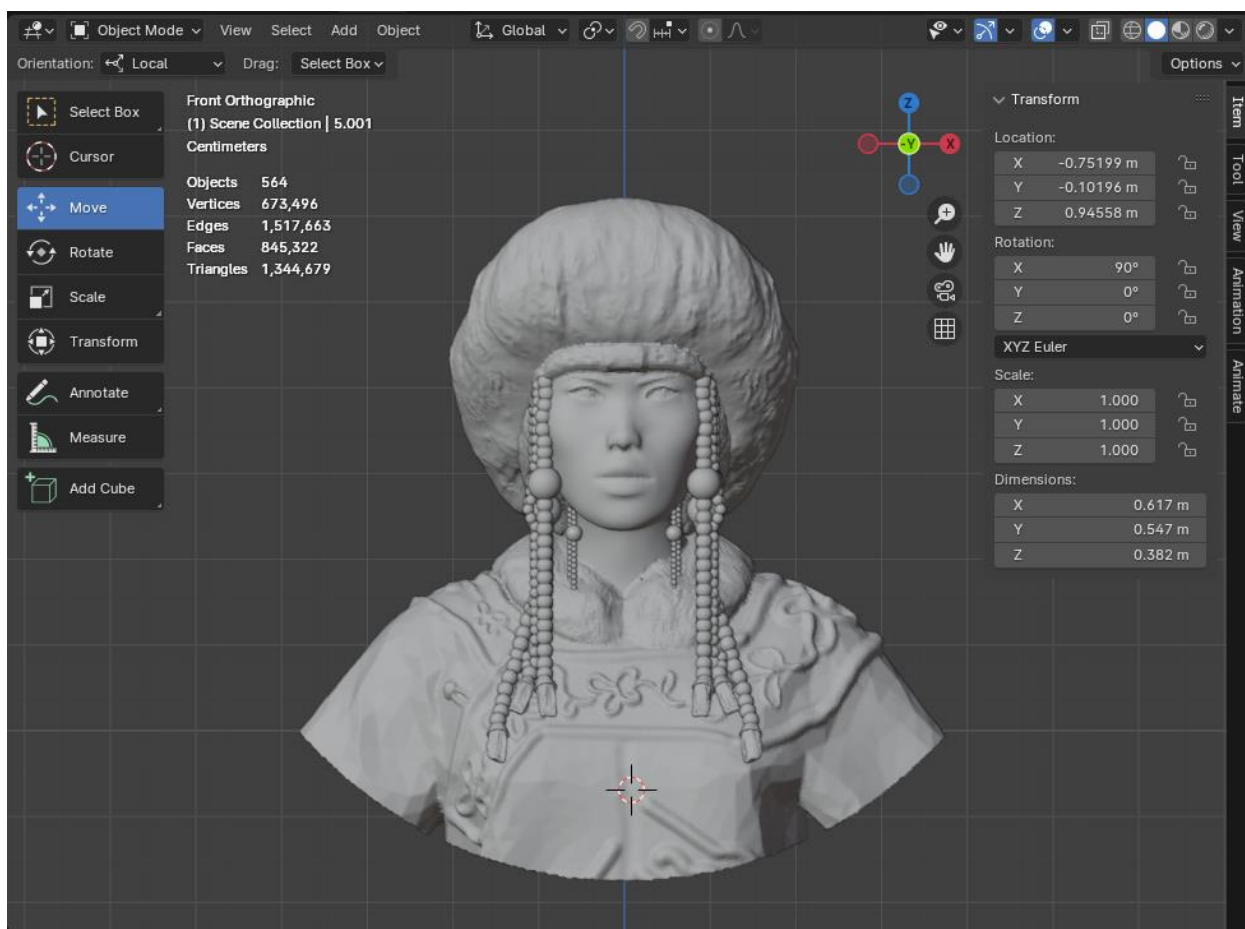 Object Mode View Select Add Object Global
Orientation: Local Drag: Select Box Options
Select Box
Cursor
Move
Rotate
Scale
Transform
Annotate
Measure
Add Cube
Front Orthographic
(1) Scene Collection | 5.001
Centimeters
Objects 564
Vertices 673,496
Edges 1,517,663
Faces 845,322
Triangles 1,344,679
Z
-Y
X
Transform
Location:
X -0.75199 m
Y -0.10196 m
Z 0.94558 m
Rotation:
X 90°
Y 0°
Z 0°
XYZ Euler
Scale:
X 1.000
Y 1.000
Z 1.000
Dimensions:
X 0.617 m
Y 0.547 m
Z 0.382 m
Item
Tool
View
Animation
Animate